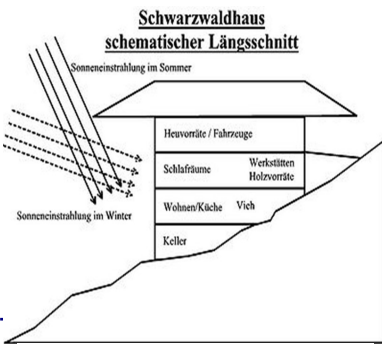 Schwarzwaldhaus
schematischer Längsschnitt
Sonneneinstrahlung im Sommer
Heuvorräte / Fahrzeuge
Schlafräume Werkstätten
Holzvorräte
Wohnen/Küche Vieh
Sonneneinstrahlung im Winter
Keller